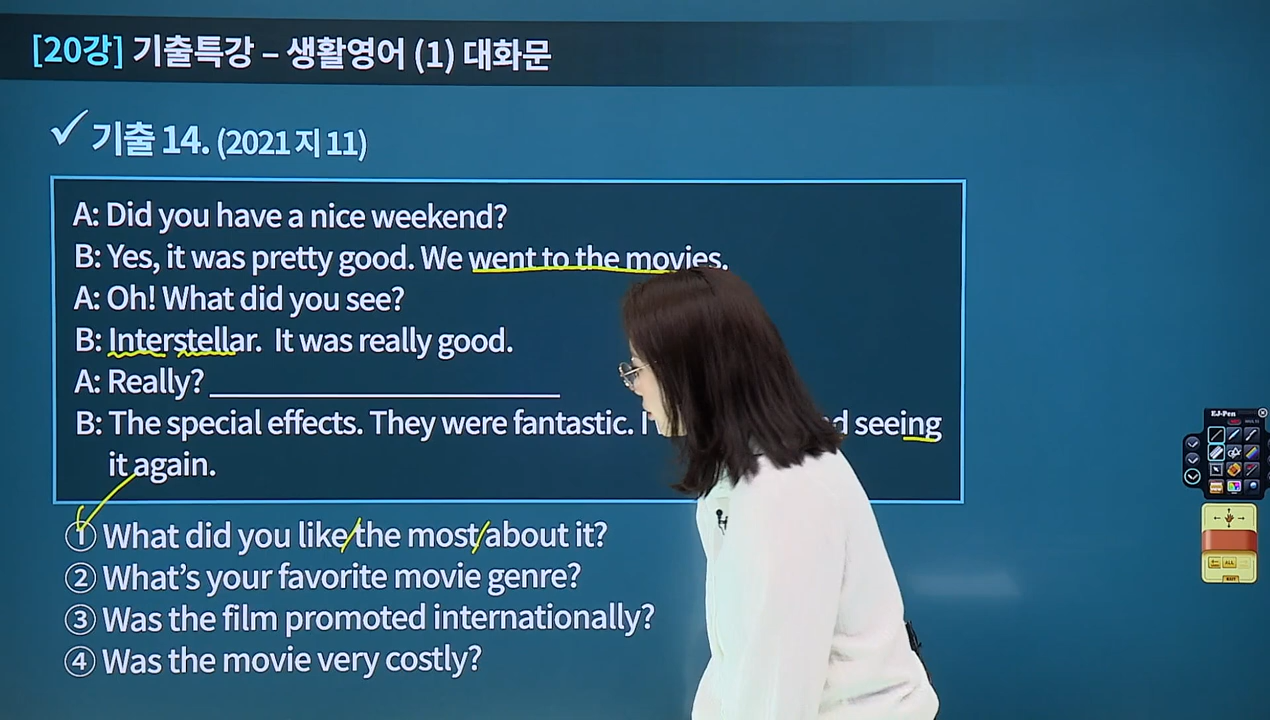 [20강] 기출특강 – 생활영어 (1) 대화문
기출 14. (2021 지 11)
A: Did you have a nice weekend?
B: Yes, it was pretty good. We went to the movies.
A: Oh! What did you see?
B: Interstellar. It was really good.
A: Really?
B: The special effects. They were fantastic. I seeing
it again.
① What did you like the most about it?
② What's your favorite movie genre?
③ Was the film promoted internationally?
④ Was the movie very costly?
EJ-Pen